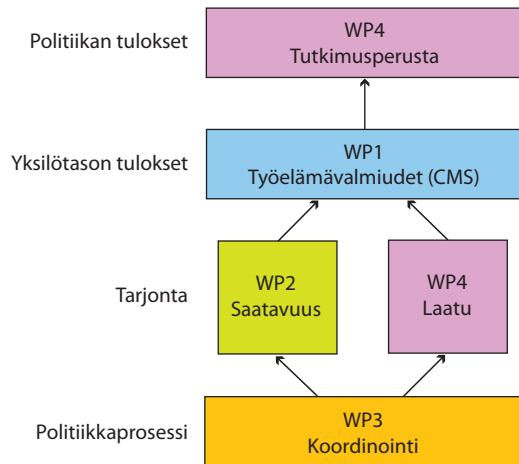 Politiikan tulokset
WP4
Tutkimusperusta
Yksilötason tulokset
WP1
Työelämävalmiudet (CMS)
Tarjonta
WP2
Saatavuus
WP4
Laatu
Politiikkaprosessi
WP3
Koordinointi